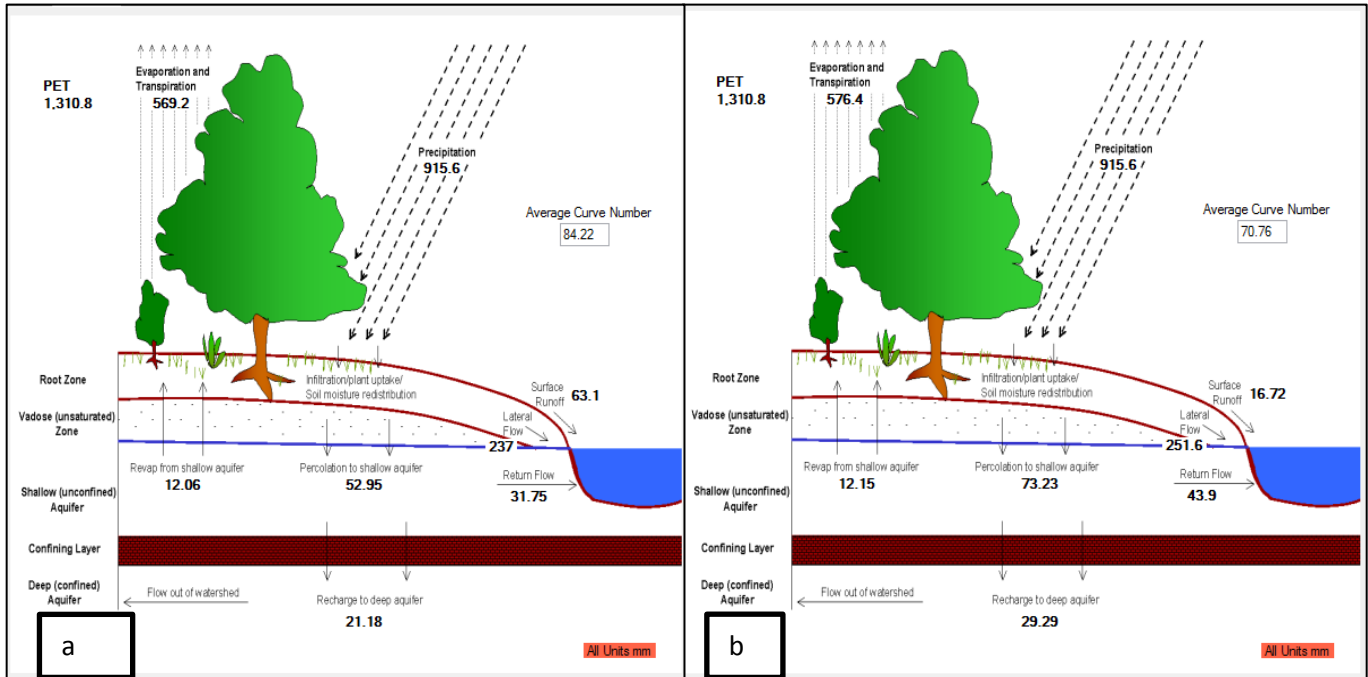 PET
1,310.8
Evaporation and
Transpiration
569.2
Precipitation
915.6
Average Curve Number
84.22
Root Zone
Infiltration/plant uptake/
Soil moisture redistribution
Surface
Runoff
63.1
Vadose (unsaturated)
Zone
Lateral
Flow
237
Revap from shallow aquifer
12.06
Percolation to shallow aquifer
52.95
Return Flow
31.75
Shallow (unconfined)
Aquifer
Confining Layer
Deep (confined)
Aquifer
Flow out of watershed
Recharge to deep aquifer
21.18
a
All Units mm
PET
1,310.8
Evaporation and
Transpiration
576.4
Precipitation
915.6
Average Curve Number
70.76
Root Zone
Infiltration/plant uptake/
Soil moisture redistribution
Surface
Runoff
16.72
Vadose (unsaturated)
Zone
Lateral
Flow
251.6
Revap from shallow aquifer
12.15
Percolation to shallow aquifer
73.23
Return Flow
43.9
Shallow (unconfined)
Aquifer
Confining Layer
Deep (confined)
Aquifer
Flow out of watershed
Recharge to deep aquifer
29.29
b
All Units mm